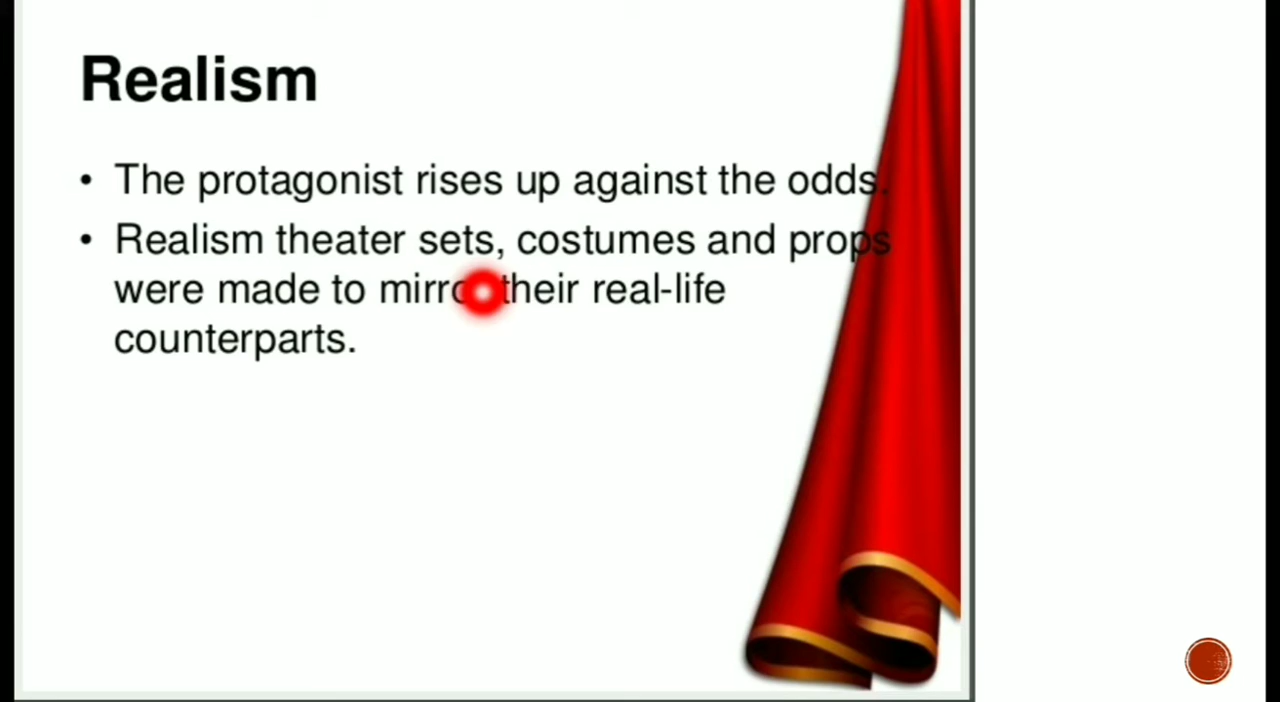 Realism
• The protagonist rises up against the odds.
• Realism theater sets, costumes and props
were made to mirror their real-life
counterparts.